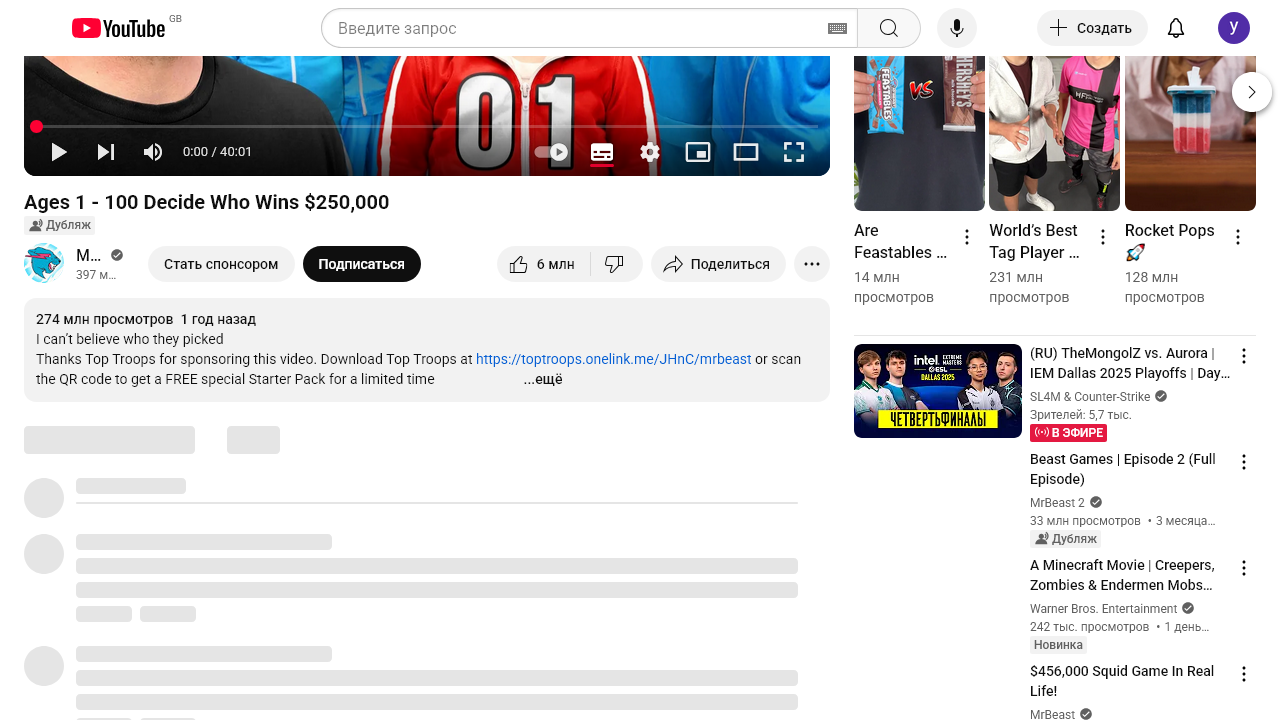 YouTube
GB
Введите запрос
Создать
У
01
0:00 / 40:01
Ages 1 - 100 Decide Who Wins $250,000
Дубляж
M...
397 м...
Стать спонсором
Подписаться
6 млн
Поделиться
274 млн просмотров 1 год назад
I can't believe who they picked
Thanks Top Troops for sponsoring this video. Download Top Troops at https://toptroops.onelink.me/JHnC/mrbeast or scan
the QR code to get a FREE special Starter Pack for a limited time
...ещё
FEASTABLES
VS
HERSHEY'S
Are
Feastables ...
14 млн
просмотров
World's Best
Tag Player ...
231 млн
просмотров
Rocket Pops
🚀
128 млн
просмотров
intel
EXTREME
MASTERS
ESL
DALLAS 2025
ЧЕТВЕРТЬФИНАЛЫ
(RU) TheMongolZ vs. Aurora |
IEM Dallas 2025 Playoffs | Day...
SL4M & Counter-Strike
Зрителей: 5,7 тыс.
В ЭФИРЕ
Beast Games | Episode 2 (Full
Episode)
MrBeast 2
33 млн просмотров • 3 месяца...
Дубляж
A Minecraft Movie | Creepers,
Zombies & Endermen Mobs...
Warner Bros. Entertainment
242 тыс. просмотров • 1 день...
Новинка
$456,000 Squid Game In Real
Life!
MrBeast